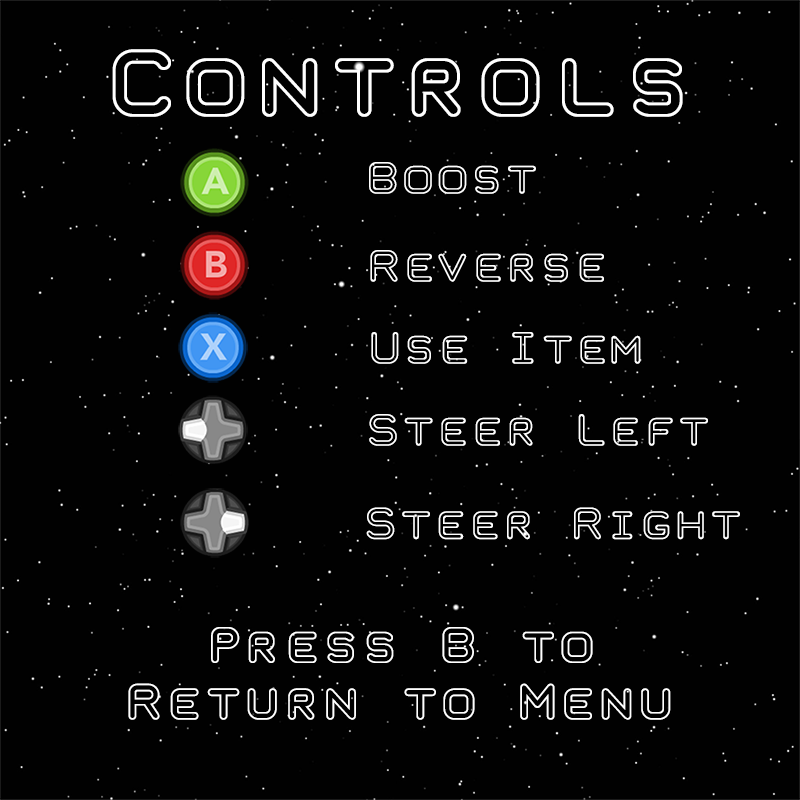 Controls
A Boost
B Reverse
X Use Item
Steer Left
Steer Right
Press B to
Return to Menu